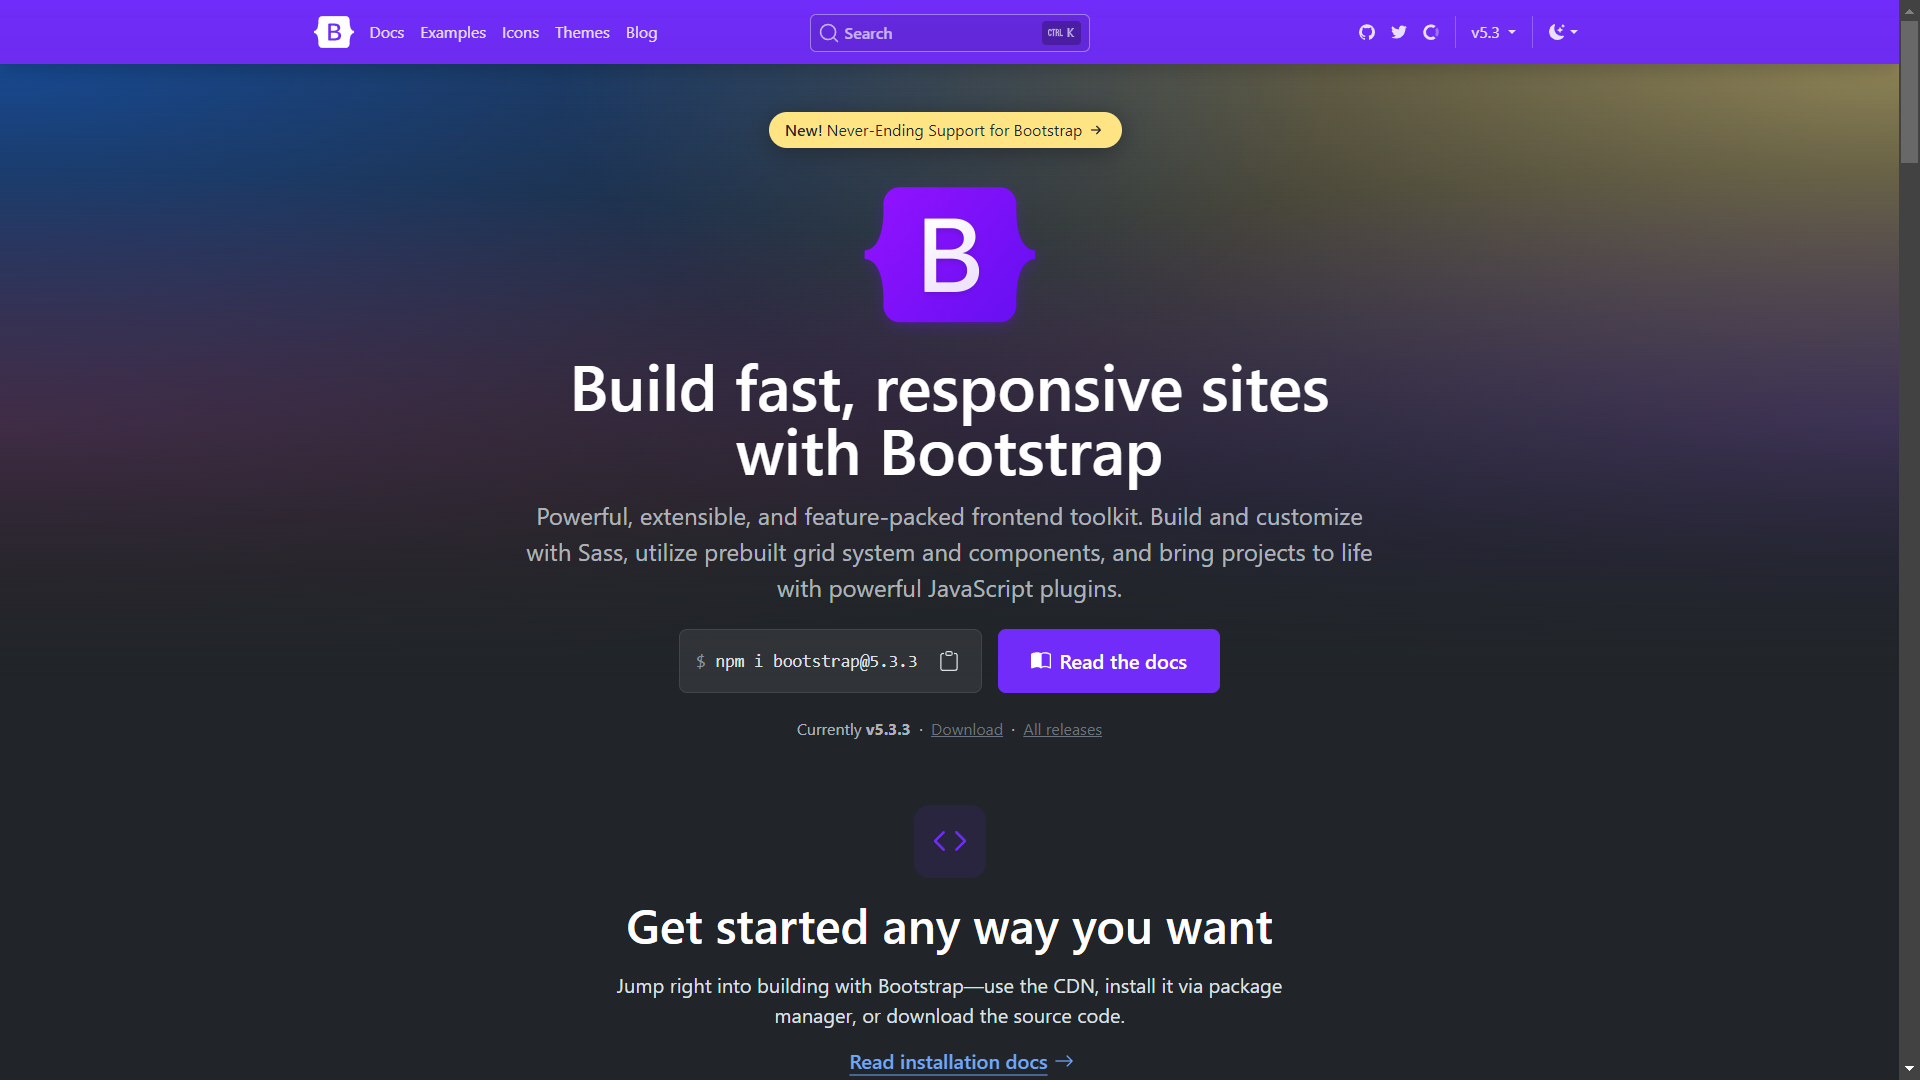 B Docs Examples Icons Themes Blog Search CTRL K v5.3
New! Never-Ending Support for Bootstrap
B
Build fast, responsive sites
with Bootstrap
Powerful, extensible, and feature-packed frontend toolkit. Build and customize
with Sass, utilize prebuilt grid system and components, and bring projects to life
with powerful JavaScript plugins.
$ npm i bootstrap@5.3.3 Read the docs
Currently v5.3.3 · Download · All releases
Get started any way you want
Jump right into building with Bootstrap—use the CDN, install it via package
manager, or download the source code.
Read installation docs